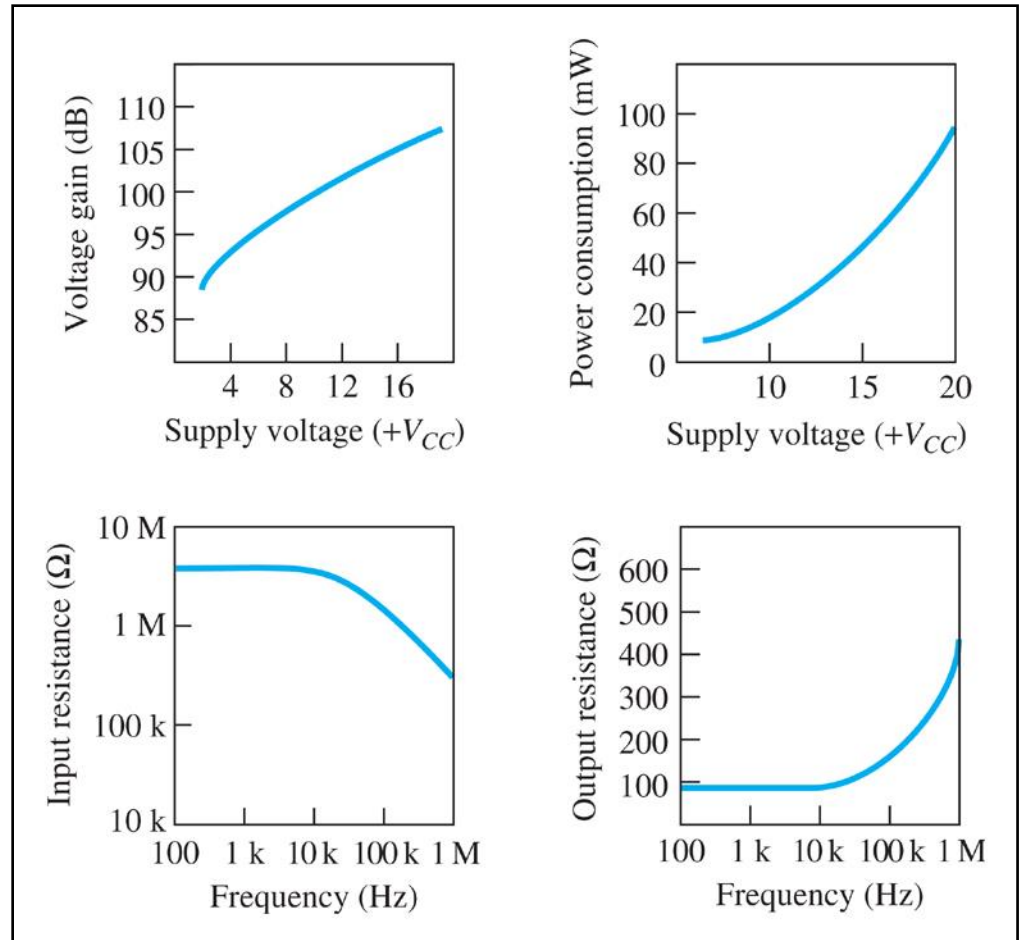 Voltage gain (dB)
110
105
100
95
90
85
4 8 12 16
Supply voltage (+V_CC)
Power consumption (mW)
100
80
60
40
20
0
10 15 20
Supply voltage (+V_CC)
Input resistance (Ω)
10 M
1 M
100 k
10 k
100 1 k 10 k 100 k 1 M
Frequency (Hz)
Output resistance (Ω)
600
500
400
300
200
100
100 1 k 10 k 100 k 1 M
Frequency (Hz)